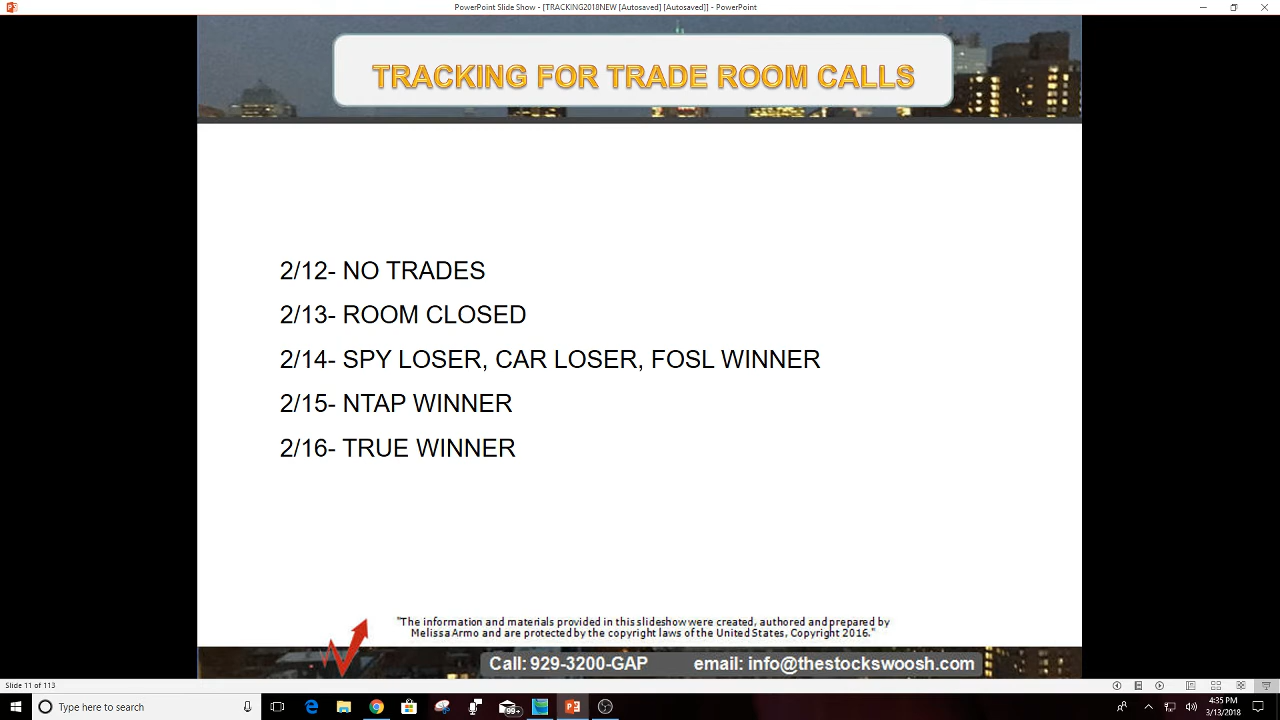 PowerPoint Slide Show - [TRACKING2018NEW [Autosaved] [Autosaved]] - PowerPoint
TRACKING FOR TRADE ROOM CALLS
2/12- NO TRADES
2/13- ROOM CLOSED
2/14- SPY LOSER, CAR LOSER, FOSL WINNER
2/15- NTAP WINNER
2/16- TRUE WINNER
"The information and materials provided in this slideshow were created, authored and prepared by
Melissa Armo and are protected by the copyright laws of the United States, Copyright 2016."
Call: 929-3200-GAP email: info@thestockswoosh.com
Slide 11 of 113
Type here to search
99+
4:35 PM
3/13/2018